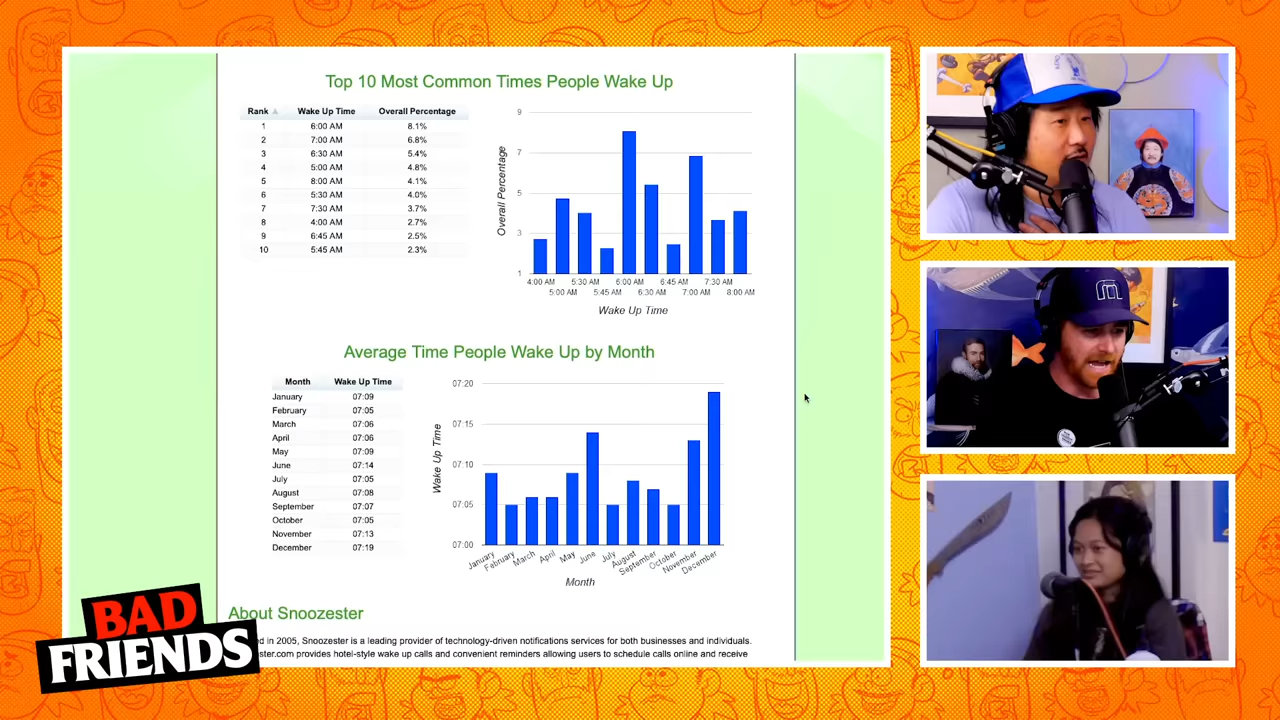 Top 10 Most Common Times People Wake Up
Rank Wake Up Time Overall Percentage
1 6:00 AM 8.1%
2 7:00 AM 6.8%
3 6:30 AM 5.4%
4 5:00 AM 4.8%
5 8:00 AM 4.1%
6 5:30 AM 4.0%
7 7:30 AM 3.7%
8 4:00 AM 2.7%
9 6:45 AM 2.5%
10 5:45 AM 2.3%
Overall Percentage
9
7
5
3
1
4:00 AM 5:30 AM 6:00 AM 6:45 AM 7:30 AM
5:00 AM 5:45 AM 6:30 AM 7:00 AM 8:00 AM
Wake Up Time
Average Time People Wake Up by Month
Month Wake Up Time
January 07:09
February 07:05
March 07:06
April 07:06
May 07:09
June 07:14
July 07:05
August 07:08
September 07:07
October 07:05
November 07:13
December 07:19
Wake Up Time
07:20
07:15
07:10
07:05
07:00
January February March April May June July August September October November December
Month
About Snoozester
ed in 2005, Snoozester is a leading provider of technology-driven notifications services for both businesses and individuals.
ster.com provides hotel-style wake up calls and convenient reminders allowing users to schedule calls online and receive
BAD
FRIENDS